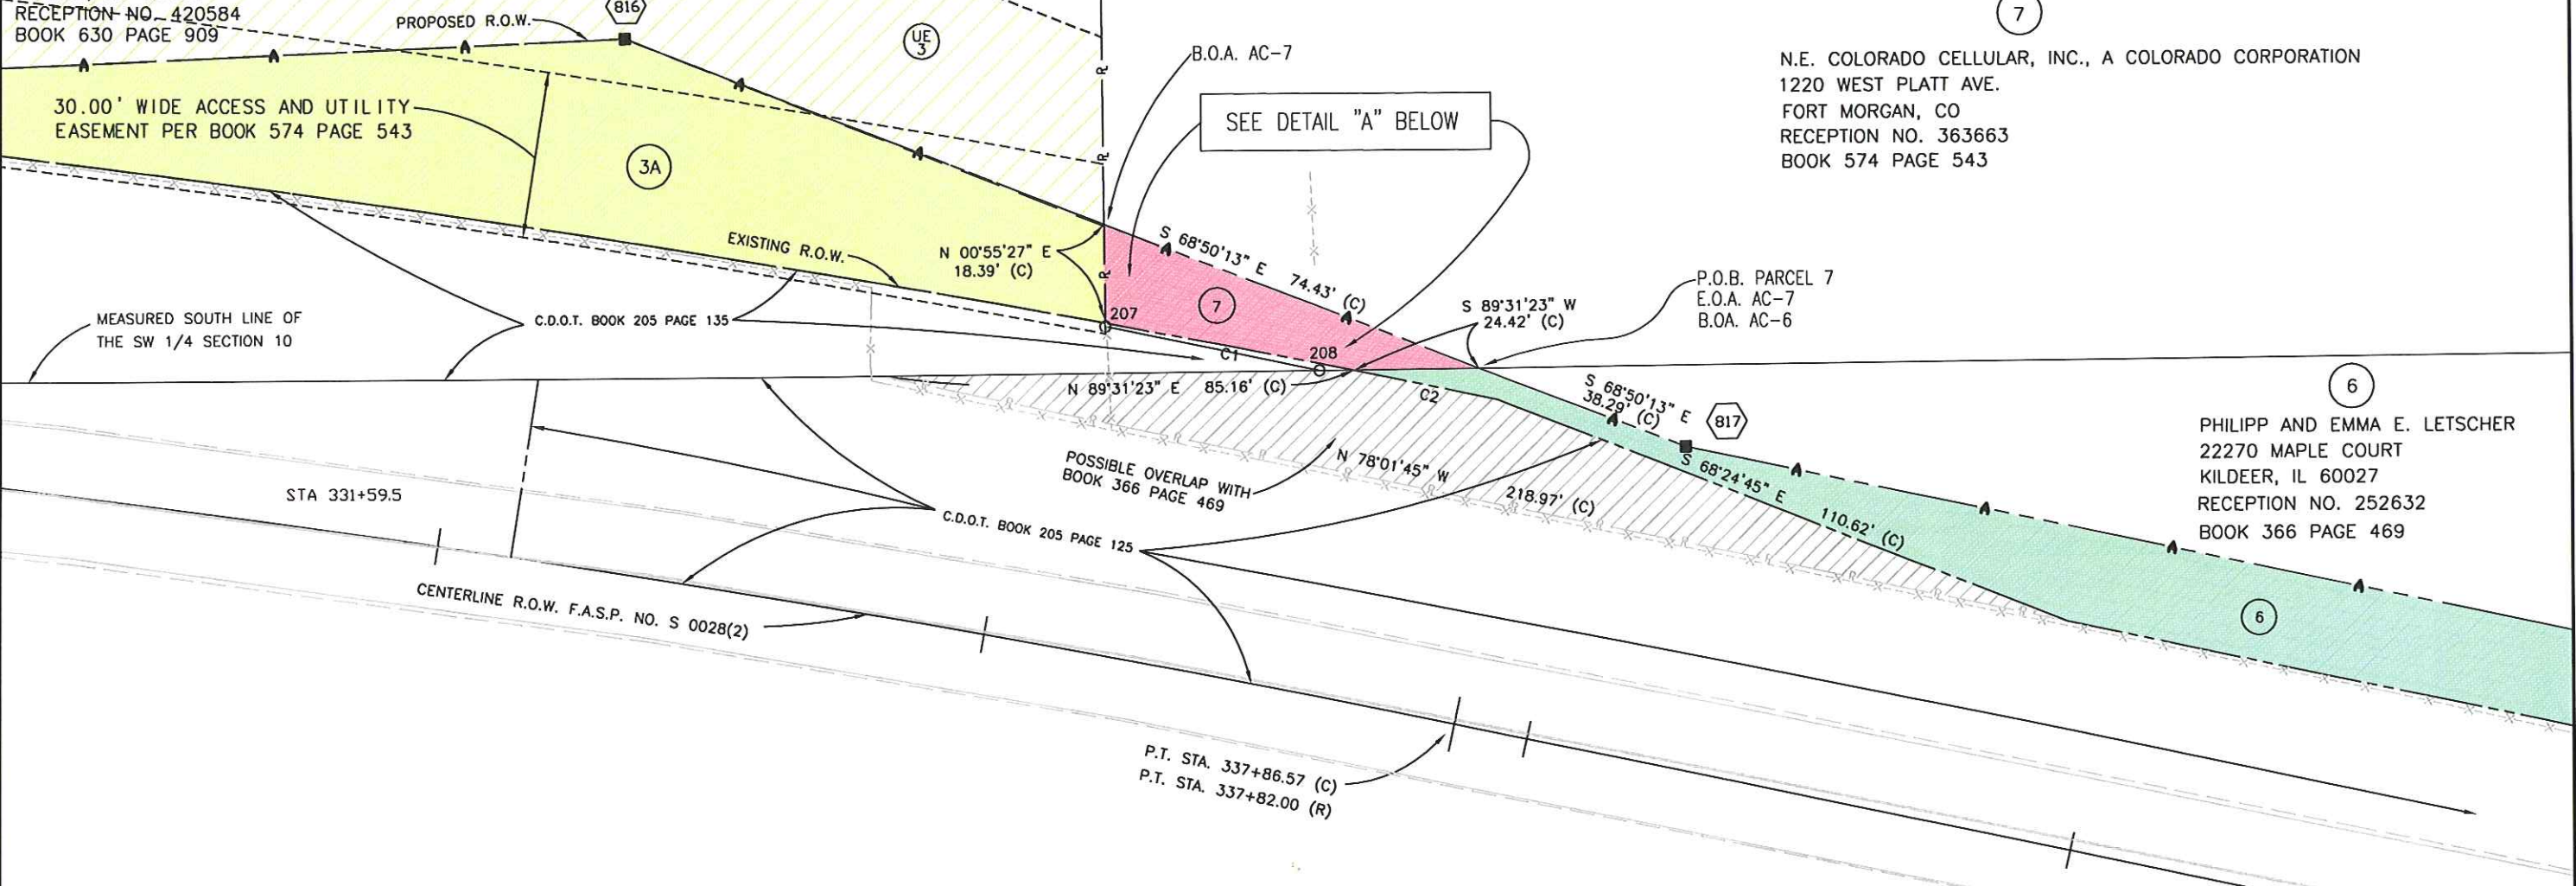 RECEPTION NO. 420584
BOOK 630 PAGE 909
PROPOSED R.O.W.
816
UE
3
B.O.A. AC-7
SEE DETAIL "A" BELOW
7
N.E. COLORADO CELLULAR, INC., A COLORADO CORPORATION
1220 WEST PLATT AVE.
FORT MORGAN, CO
RECEPTION NO. 363663
BOOK 574 PAGE 543
30.00' WIDE ACCESS AND UTILITY
EASEMENT PER BOOK 574 PAGE 543
3A
EXISTING R.O.W.
N 00°55'27" E
18.39' (C)
S 68°50'13" E 74.43' (C)
7
207
208
C1
S 89°31'23" W
24.42' (C)
P.O.B. PARCEL 7
E.O.A. AC-7
B.OA. AC-6
MEASURED SOUTH LINE OF
THE SW 1/4 SECTION 10
C.D.O.T. BOOK 205 PAGE 135
N 89°31'23" E 85.16' (C)
C2
S 68°50'13" E
38.29' (C)
817
6
PHILIPP AND EMMA E. LETSCHER
22270 MAPLE COURT
KILDEER, IL 60027
RECEPTION NO. 252632
BOOK 366 PAGE 469
POSSIBLE OVERLAP WITH
BOOK 366 PAGE 469
N 78°01'45" W 218.97' (C)
S 68°24'45" E 110.62' (C)
6
STA 331+59.5
C.D.O.T. BOOK 205 PAGE 125
CENTERLINE R.O.W. F.A.S.P. NO. S 0028(2)
P.T. STA. 337+86.57 (C)
P.T. STA. 337+82.00 (R)